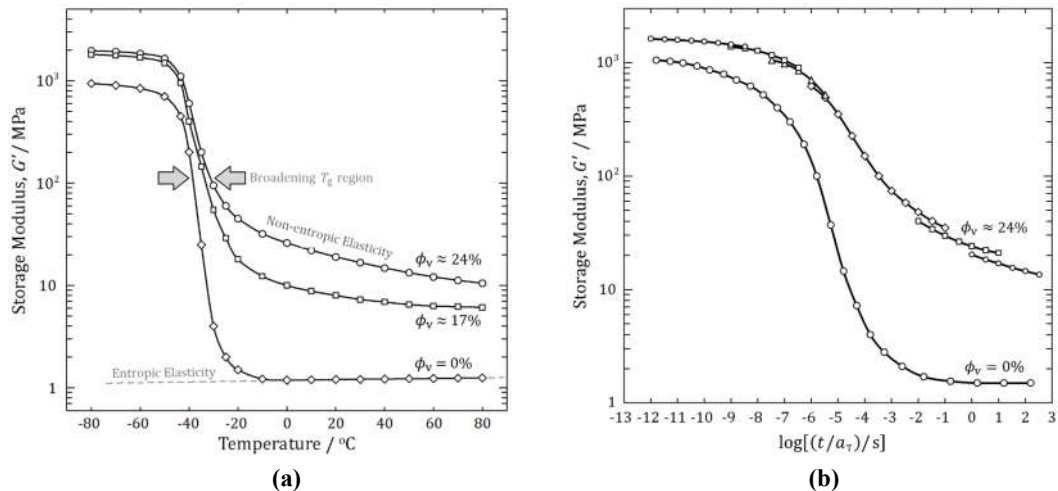 Storage Modulus, G′ / MPa
10³
10²
10
1
Broadening Tg region
Non-entropic Elasticity
ϕv ≈ 24%
ϕv ≈ 17%
ϕv = 0%
Entropic Elasticity
-80 -60 -40 -20 0 20 40 60 80
Temperature / °C
(a)
Storage Modulus, G′ / MPa
10³
10²
10
1
ϕv ≈ 24%
ϕv = 0%
-13 -12 -11 -10 -9 -8 -7 -6 -5 -4 -3 -2 -1 0 1 2 3
log[(t/aT)/s]
(b)